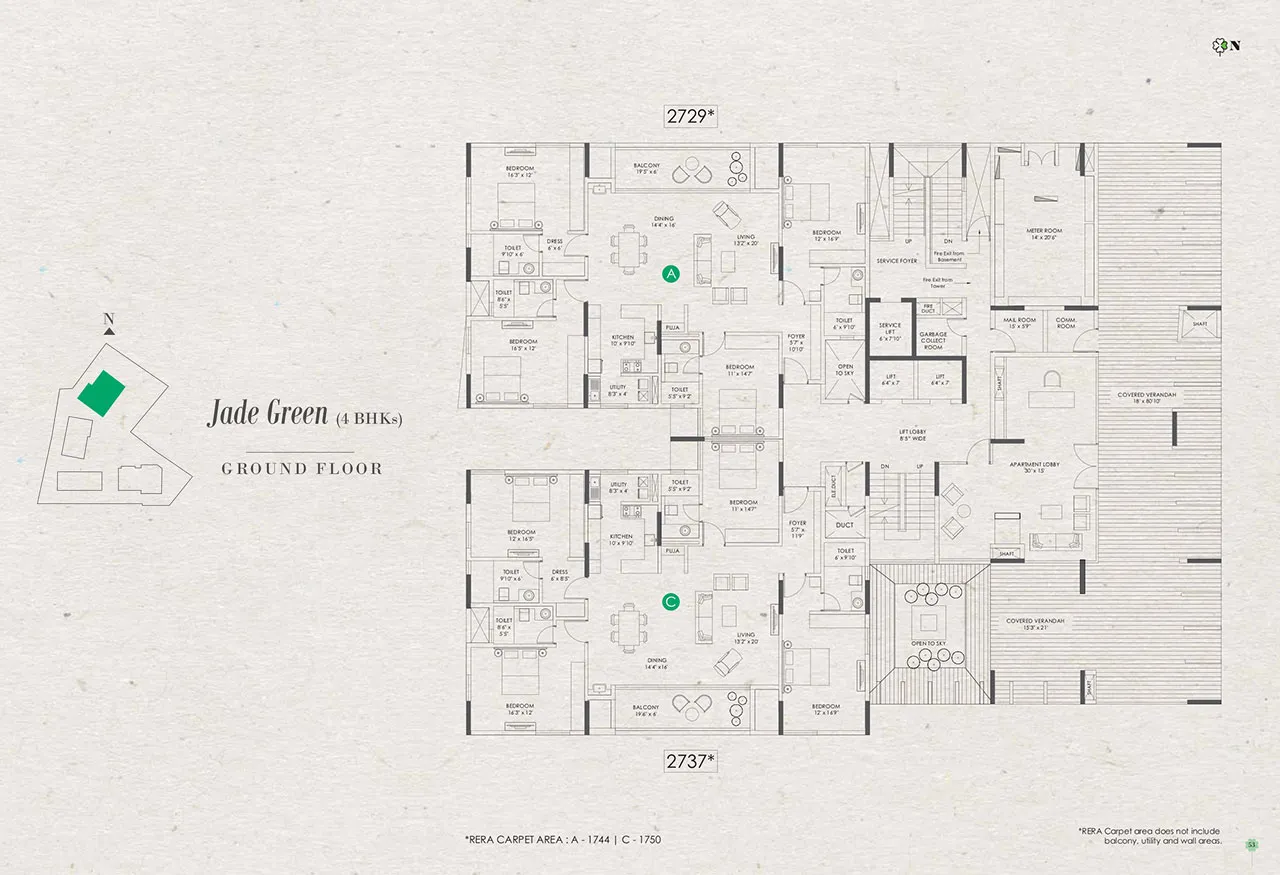 N
2729*
BEDROOM
16'3" x 12'
BALCONY
19'5" x 6'
DINING
14'4" x 16'
LIVING
13'2" x 20'
BEDROOM
12' x 16'9"
UP
DN
SERVICE FOYER
Fire Exit from
Basement
Fire Exit from
Tower
METER ROOM
14' x 20'6"
TOILET
9'10" x 6'
DRESS
6' x 6'
A
TOILET
8'6" x
5'5"
BEDROOM
16'5" x 12'
KITCHEN
10' x 9'10"
PUJA
UTILITY
8'3" x 4'
TOILET
5'5" x 9'2"
BEDROOM
11' x 14'7"
FOYER
5'7" x
10'10"
TOILET
6' x 9'10"
OPEN
TO SKY
SERVICE
LIFT
6' x 7'10"
FIRE
DUCT
GARBAGE
COLLECT
ROOM
MAIL ROOM
15' x 5'9"
COMM.
ROOM
SHAFT
LIFT
6'4" x 7'
LIFT
6'4" x 7'
SHAFT
COVERED VERANDAH
18' x 80'10"
LIFT LOBBY
8'5" WIDE
APARTMENT LOBBY
'30" x 15'
N
Jade Green (4 BHKs)
GROUND FLOOR
BEDROOM
12' x 16'5"
UTILITY
8'3" x 4'
TOILET
5'5" x 9'2"
BEDROOM
11' x 14'7"
ELE.DUCT
DN
UP
KITCHEN
10' x 9'10"
PUJA
FOYER
5'7" x
11'9"
DUCT
TOILET
6' x 9'10"
SHAFT
TOILET
9'10" x 6'
DRESS
6' x 8'5"
TOILET
8'6" x
5'5"
C
LIVING
13'2" x 20'
DINING
14'4" x 16'
OPEN TO SKY
COVERED VERANDAH
15'3" x 21'
SHAFT
BEDROOM
16'3" x 12'
BALCONY
19'6" x 6'
BEDROOM
12' x 16'9"
2737*
*RERA CARPET AREA : A - 1744 | C - 1750
*RERA Carpet area does not include
balcony, utility and wall areas.
53